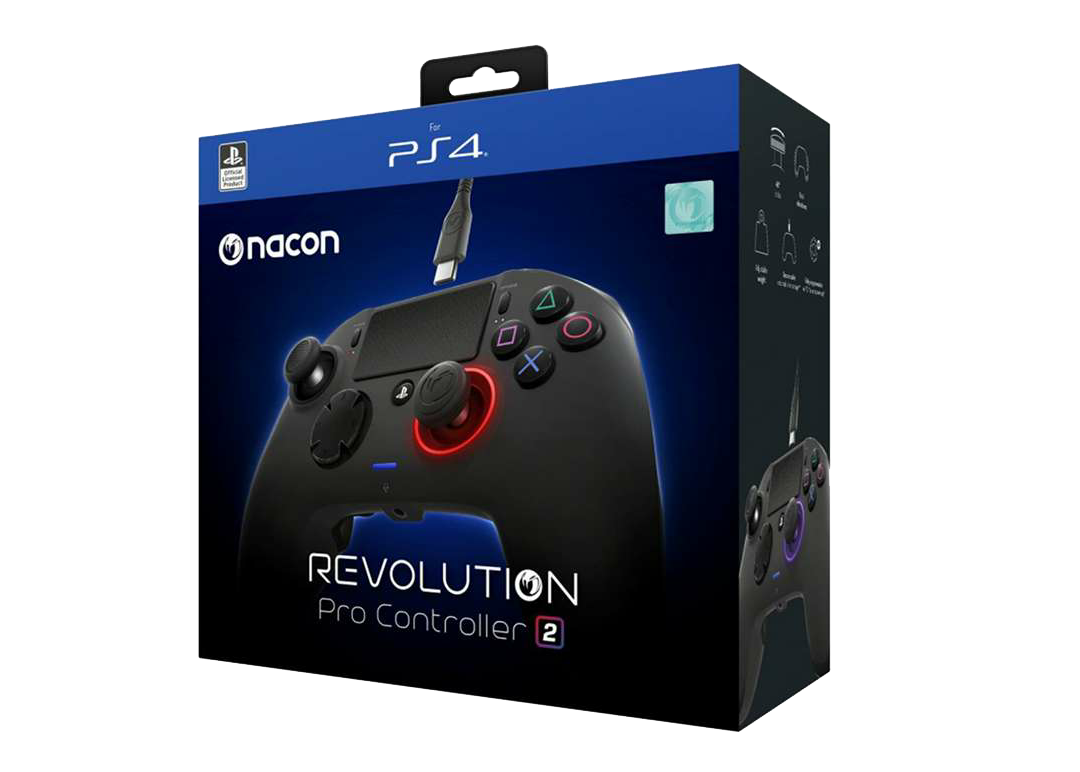 For
PS4
Official
Licensed
Product
nacon
REVOLUTION
Pro Controller 2